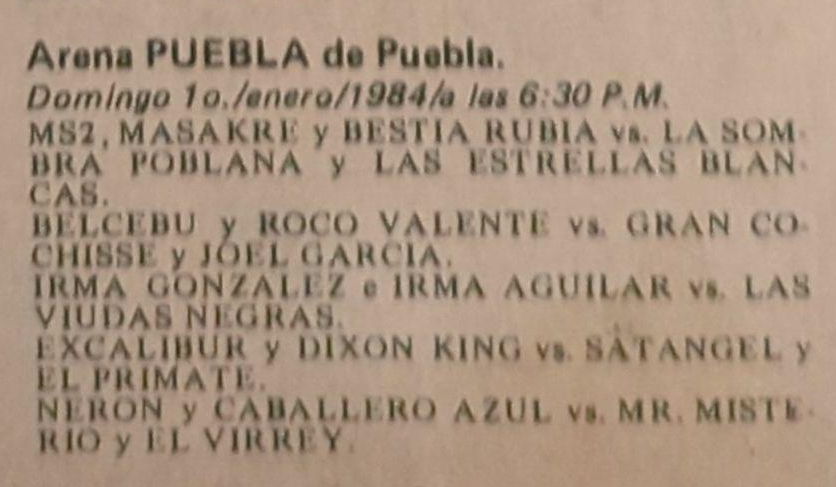 Arena PUEBLA de Puebla.
Domingo 1o./enero/1984/a las 6:30 P.M.
MS2, MASAKRE y BESTIA RUBIA vs. LA SOM-
BRA POBLANA y LAS ESTRELLAS BLAN-
CAS.
BELCEBU y ROCO VALENTE vs. GRAN CO-
CHISSE y JOEL GARCIA.
IRMA GONZALEZ e IRMA AGUILAR vs. LAS
VIUDAS NEGRAS.
EXCALIBUR y DIXON KING vs. SATANGEL y
EL PRIMATE.
NERON y CABALLERO AZUL vs. MR. MISTE-
RIO y EL VIRREY.